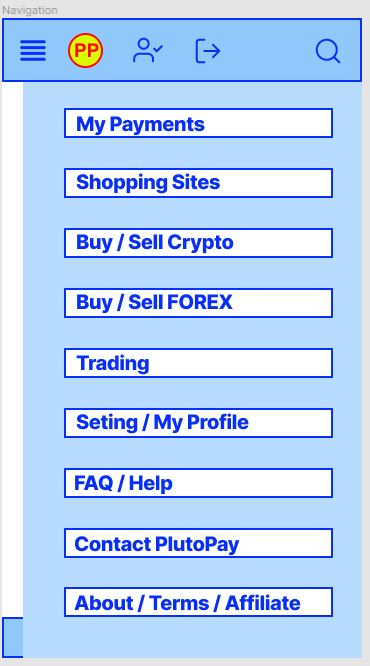 Navigation
PP
My Payments
Shopping Sites
Buy / Sell Crypto
Buy / Sell FOREX
Trading
Seting / My Profile
FAQ / Help
Contact PlutoPay
About / Terms / Affiliate